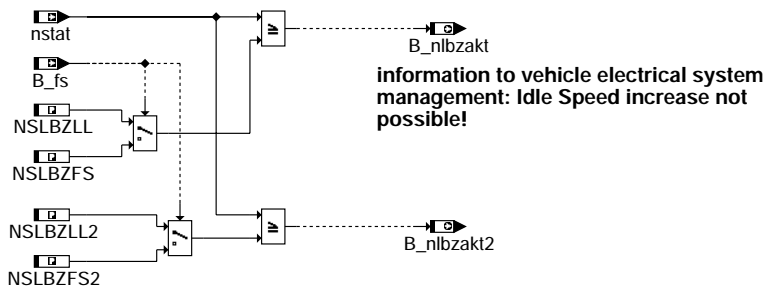 nstat
B_nlbzakt
B_fs
information to vehicle electrical system
management: Idle Speed increase not
possible!
NSLBZLL
NSLBZFS
NSLBZLL2
B_nlbzakt2
NSLBZFS2